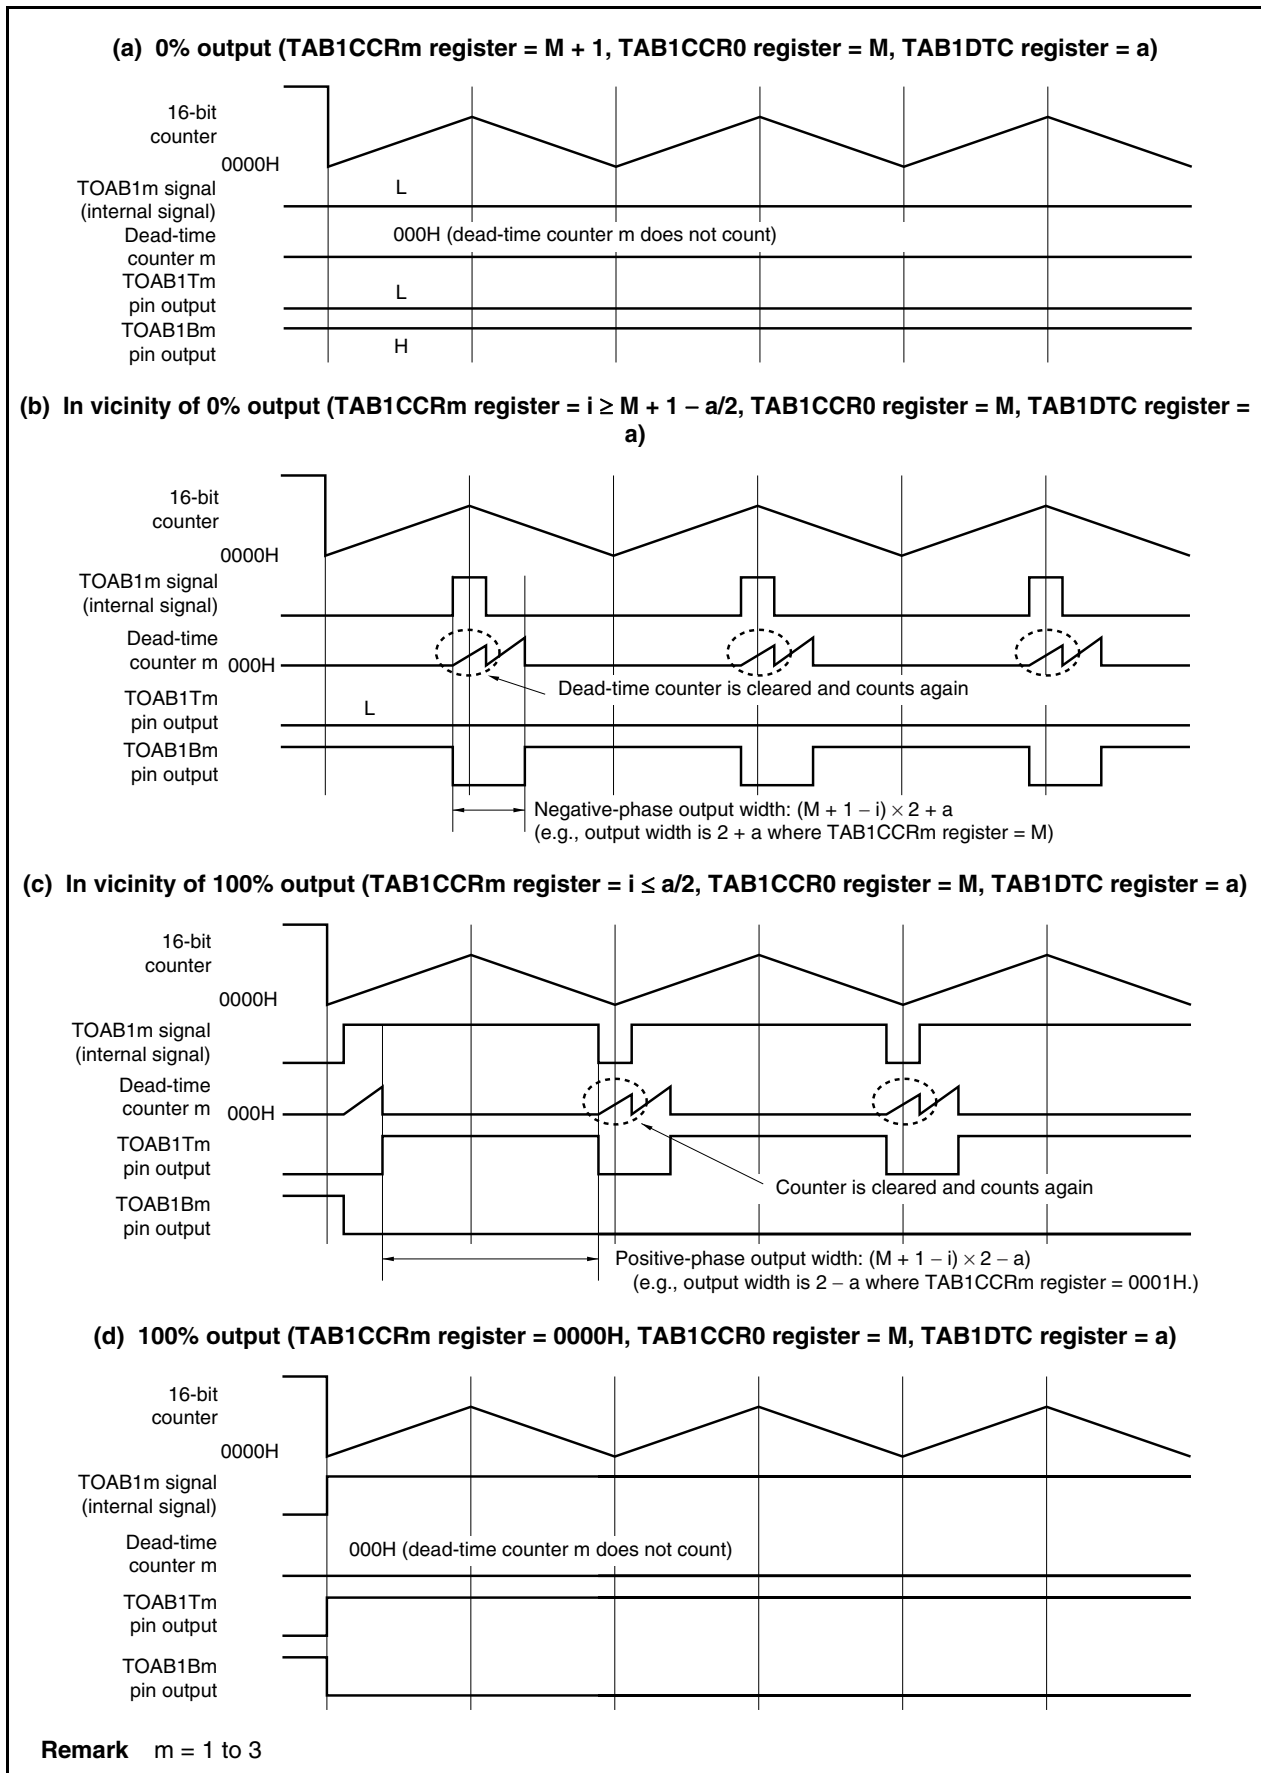 (a) 0% output (TAB1CCRm register = M + 1, TAB1CCR0 register = M, TAB1DTC register = a)
16-bit
counter
0000H
TOAB1m signal
(internal signal)
L
Dead-time
counter m
000H (dead-time counter m does not count)
TOAB1Tm
pin output
L
TOAB1Bm
pin output
H
(b) In vicinity of 0% output (TAB1CCRm register = i ≥ M + 1 – a/2, TAB1CCR0 register = M, TAB1DTC register =
a)
16-bit
counter
0000H
TOAB1m signal
(internal signal)
Dead-time
counter m
000H
Dead-time counter is cleared and counts again
TOAB1Tm
pin output
L
TOAB1Bm
pin output
Negative-phase output width: (M + 1 – i) × 2 + a
(e.g., output width is 2 + a where TAB1CCRm register = M)
(c) In vicinity of 100% output (TAB1CCRm register = i ≤ a/2, TAB1CCR0 register = M, TAB1DTC register = a)
16-bit
counter
0000H
TOAB1m signal
(internal signal)
Dead-time
counter m
000H
TOAB1Tm
pin output
Counter is cleared and counts again
TOAB1Bm
pin output
Positive-phase output width: (M + 1 – i) × 2 – a)
(e.g., output width is 2 – a where TAB1CCRm register = 0001H.)
(d) 100% output (TAB1CCRm register = 0000H, TAB1CCR0 register = M, TAB1DTC register = a)
16-bit
counter
0000H
TOAB1m signal
(internal signal)
Dead-time
counter m
000H (dead-time counter m does not count)
TOAB1Tm
pin output
TOAB1Bm
pin output
Remark m = 1 to 3